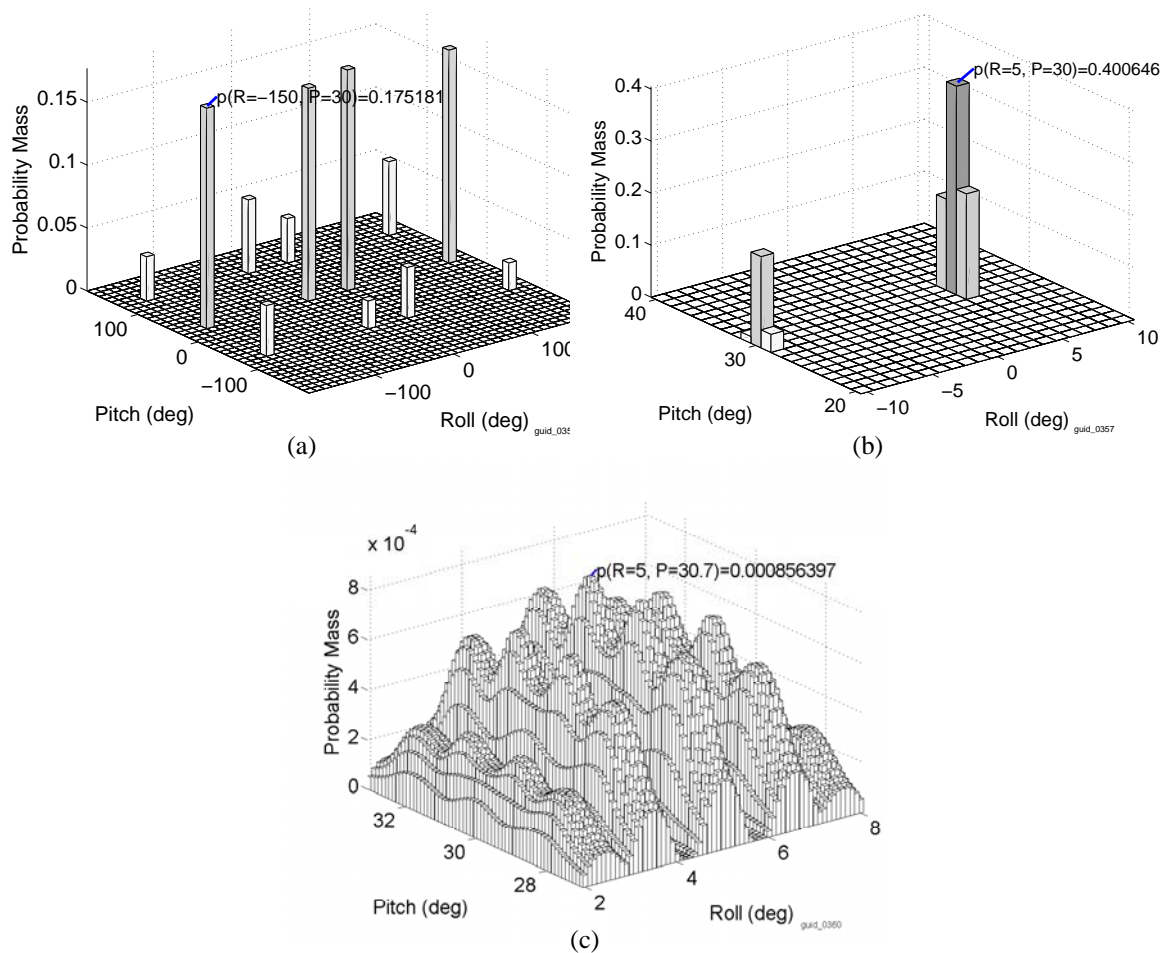 p(R=−150, P=30)=0.175181
0.15
0.1
0.05
0
Probability Mass
100
0
−100
Pitch (deg)
−100
0
100
Roll (deg)
guid_035
(a)
p(R=5, P=30)=0.400646
0.4
0.3
0.2
0.1
0
Probability Mass
40
30
20
Pitch (deg)
−10
−5
0
5
10
Roll (deg)
guid_0357
(b)
x 10
-4
p(R=5, P=30.7)=0.000856397
8
6
4
2
0
Probability Mass
32
30
28
Pitch (deg)
2
4
6
8
Roll (deg)
guid_0360
(c)